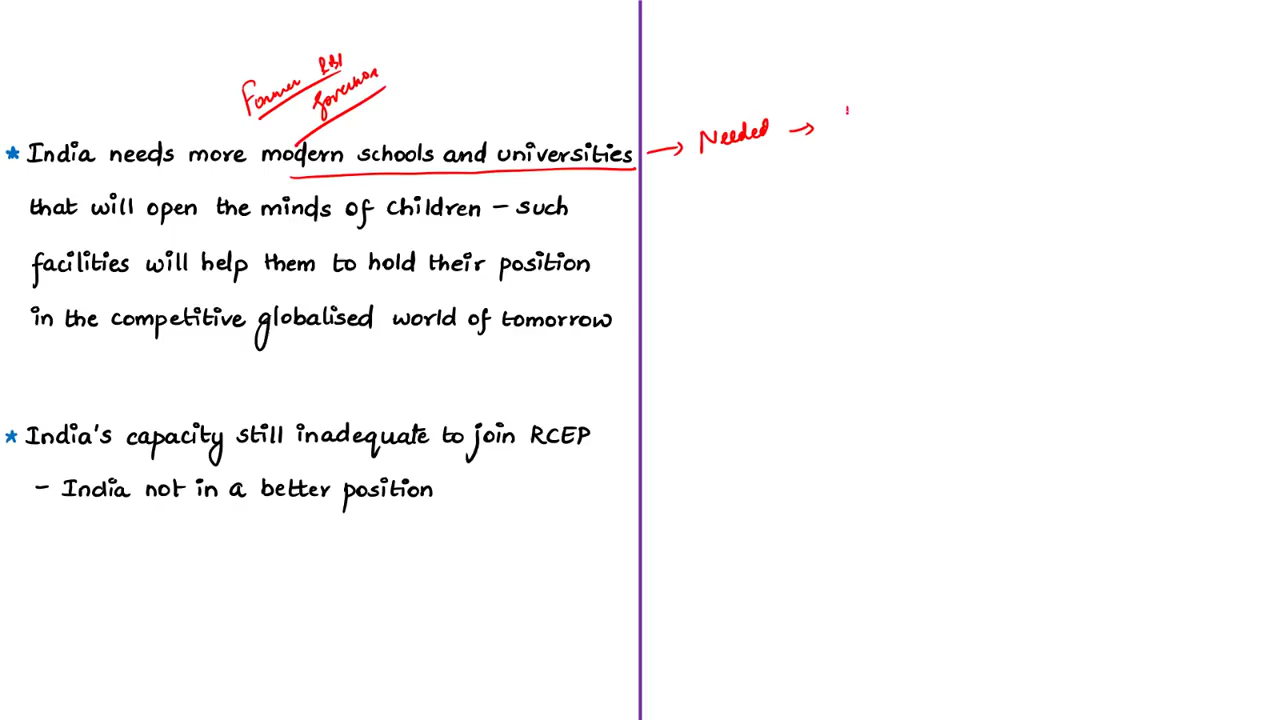 Former RBI
Governor
* India needs more modern schools and universities → Needed →
that will open the minds of children - such
facilities will help them to hold their position
in the competitive globalised world of tomorrow
* India's capacity still inadequate to join RCEP
- India not in a better position